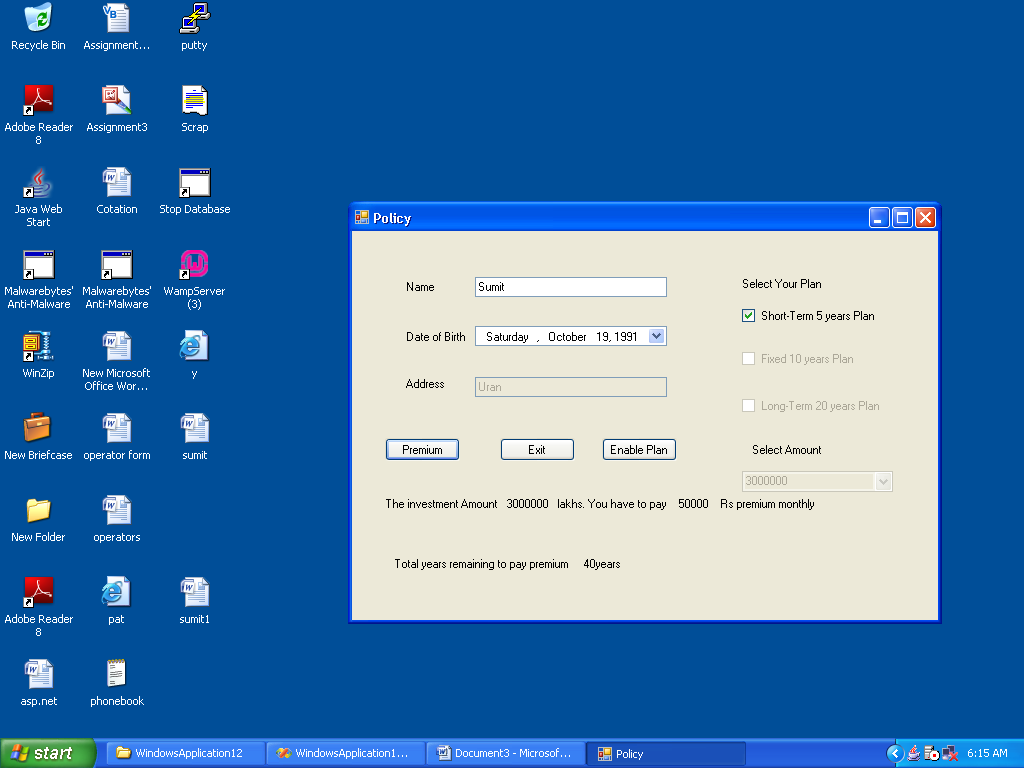 Recycle Bin
Assignment...
putty
Adobe Reader
8
Assignment3
Scrap
Java Web
Start
Cotation
Stop Database
Malwarebytes'
Anti-Malware
Malwarebytes'
Anti-Malware
WampServer
(3)
WinZip
New Microsoft
Office Wor...
y
New Briefcase
operator form
sumit
New Folder
operators
Adobe Reader
8
pat
sumit1
asp.net
phonebook
Policy
Name
Sumit
Select Your Plan
Short-Term 5 years Plan
Date of Birth
Saturday , October 19, 1991
Fixed 10 years Plan
Address
Uran
Long-Term 20 years Plan
Premium
Exit
Enable Plan
Select Amount
3000000
The investment Amount 3000000 lakhs. You have to pay 50000 Rs premium monthly
Total years remaining to pay premium 40years
start
WindowsApplication12
WindowsApplication1...
Document3 - Microsof...
Policy
6:15 AM